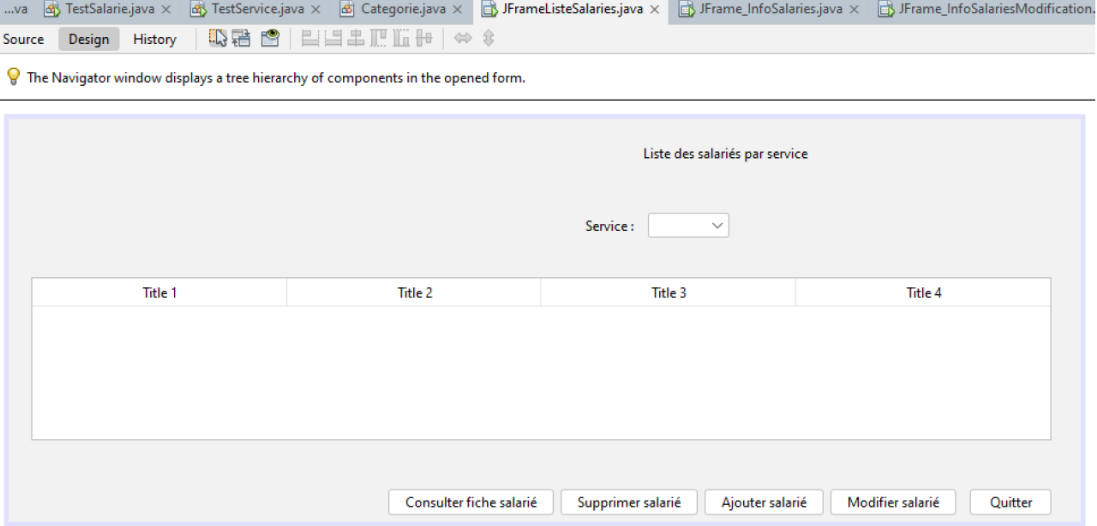 ...va TestSalarie.java × TestService.java × Categorie.java × JFrameListeSalaries.java × JFrame_InfoSalaries.java × JFrame_InfoSalariesModification.
Source Design History
The Navigator window displays a tree hierarchy of components in the opened form.
Liste des salariés par service
Service :
Title 1 Title 2 Title 3 Title 4
Consulter fiche salarié Supprimer salarié Ajouter salarié Modifier salarié Quitter